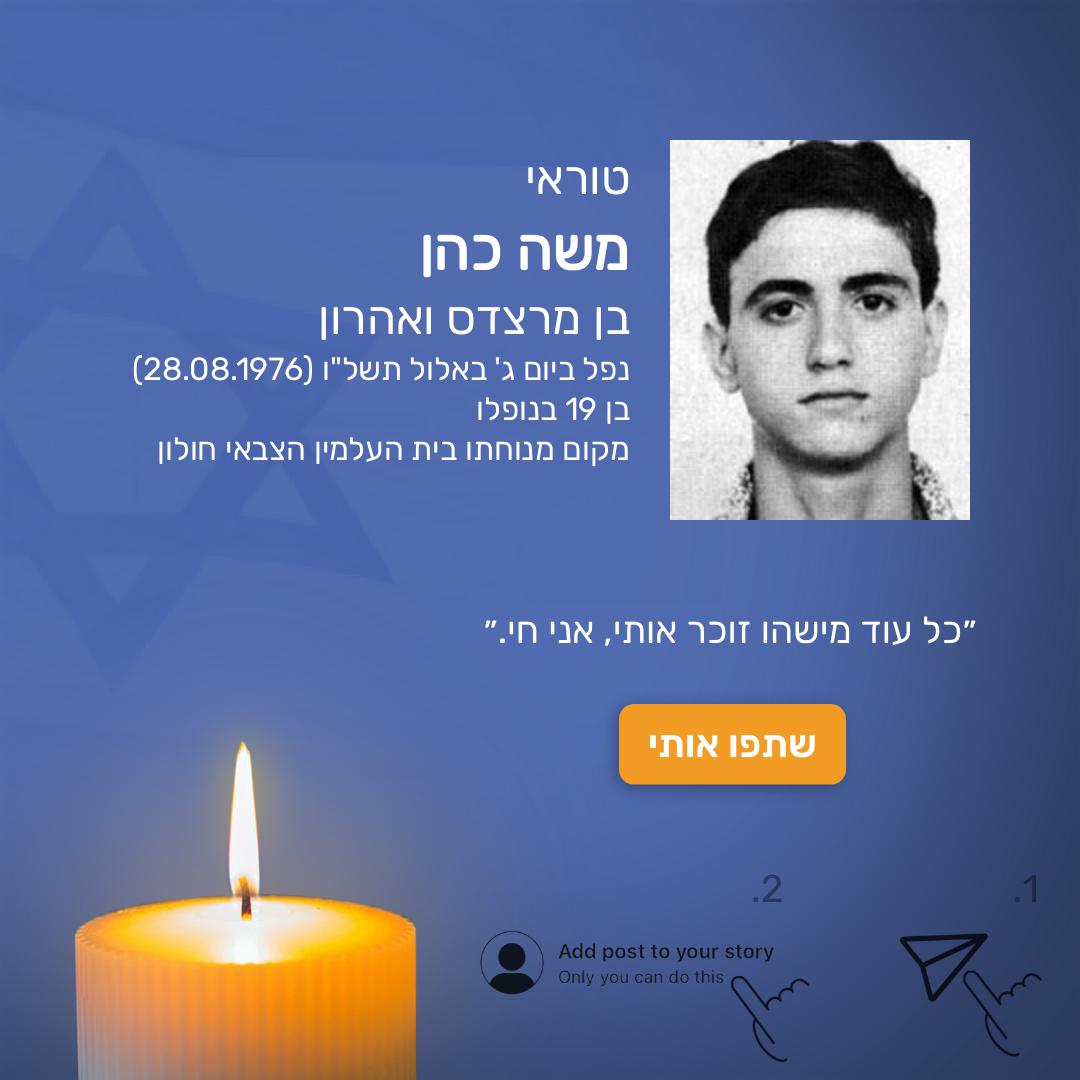 טוראי
משה כהן
בן מרצדס ואהרון
נפל ביום ג' באלול תשל"ו (28.08.1976)
בן 19 בנופלו
מקום מנוחתו בית העלמין הצבאי חולון
״כל עוד מישהו זוכר אותי, אני חי.״
שתפו אותי
1.
2.
Add post to your story
Only you can do this